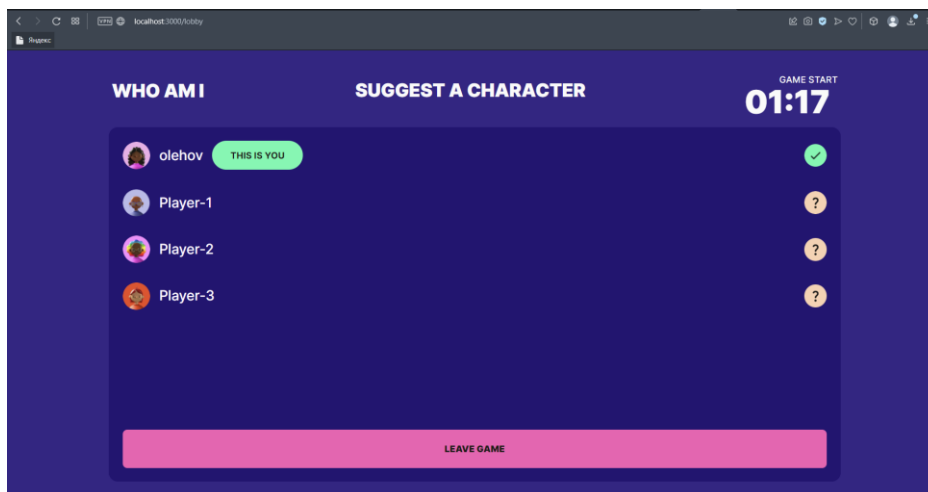 VPN
localhost:3000/lobby
Яндекс
WHO AM I
SUGGEST A CHARACTER
GAME START
01:17
olehov
THIS IS YOU
Player-1
?
Player-2
?
Player-3
?
LEAVE GAME